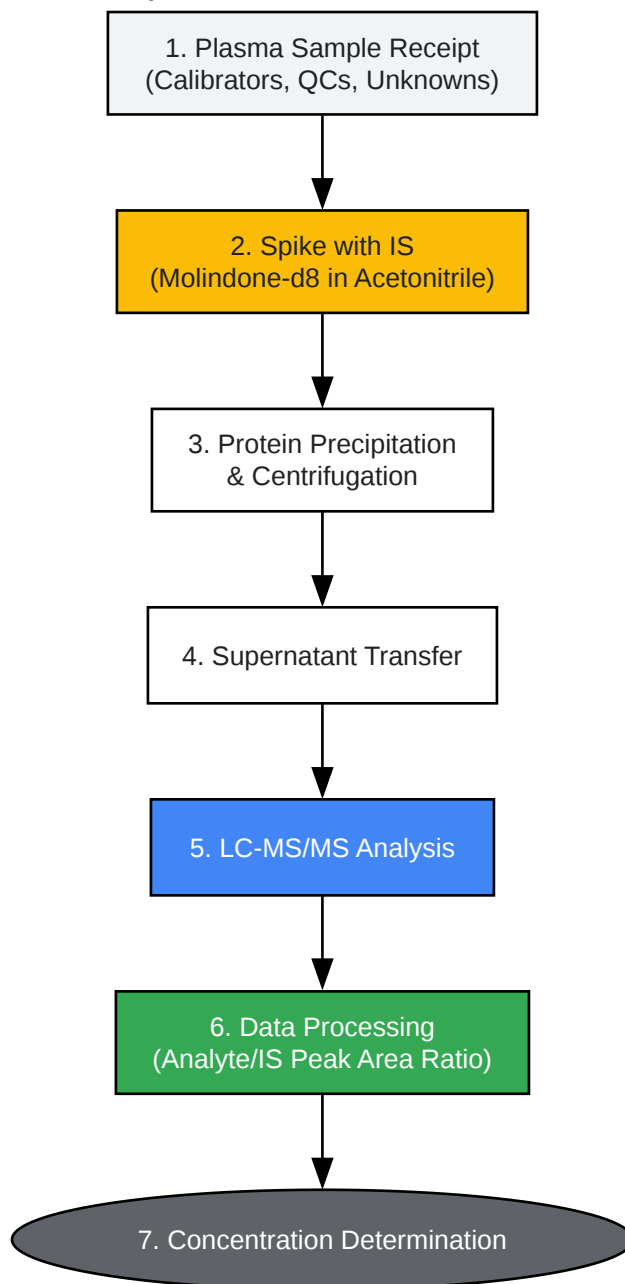 1. Plasma Sample Receipt
(Calibrators, QCs, Unknowns)
2. Spike with IS
(Molindone-d8 in Acetonitrile)
3. Protein Precipitation
& Centrifugation
4. Supernatant Transfer
5. LC-MS/MS Analysis
6. Data Processing
(Analyte/IS Peak Area Ratio)
7. Concentration Determination